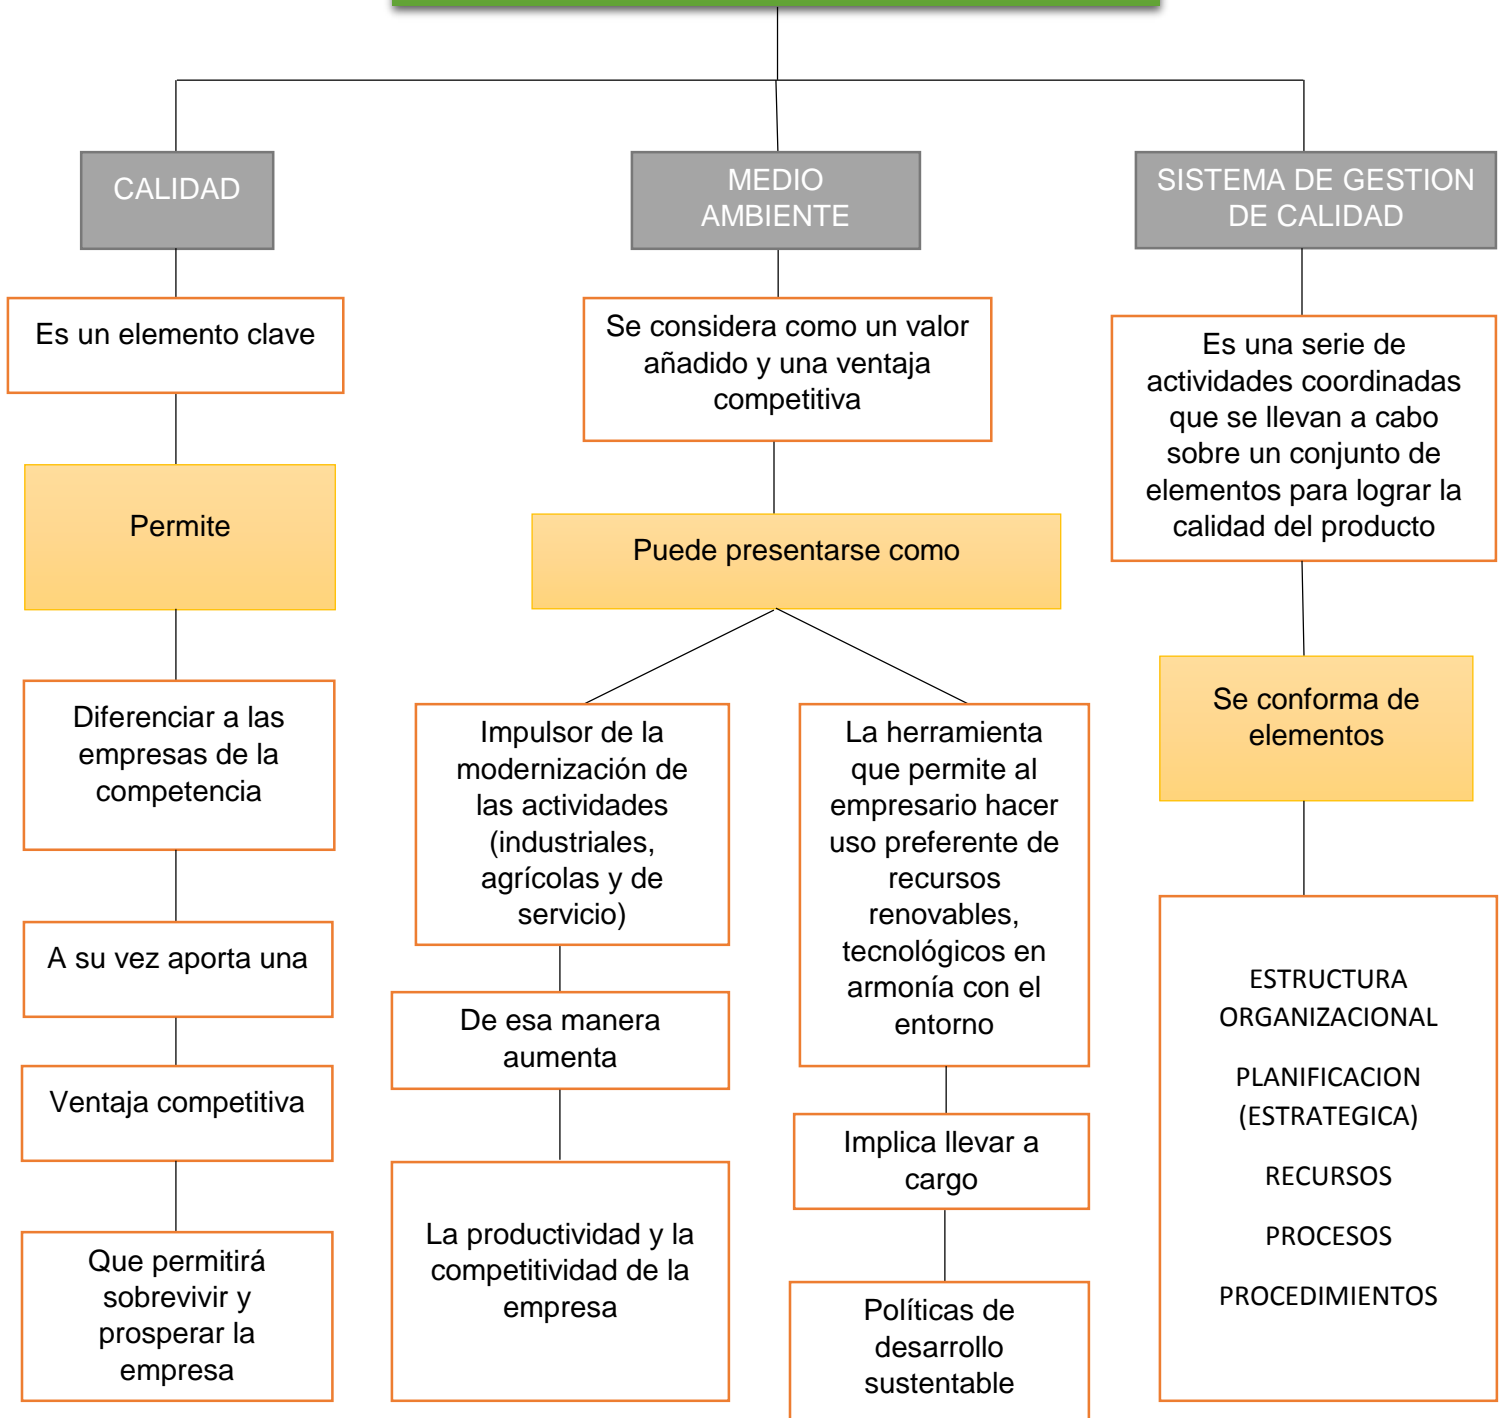 CALIDAD
MEDIO
AMBIENTE
SISTEMA DE GESTION
DE CALIDAD
Es un elemento clave
Permite
Diferenciar a las
empresas de la
competencia
A su vez aporta una
Ventaja competitiva
Que permitirá
sobrevivir y
prosperar la
empresa
Se considera como un valor
añadido y una ventaja
competitiva
Puede presentarse como
Impulsor de la
modernización de
las actividades
(industriales,
agrícolas y de
servicio)
De esa manera
aumenta
La productividad y la
competitividad de la
empresa
La herramienta
que permite al
empresario hacer
uso preferente de
recursos
renovables,
tecnológicos en
armonía con el
entorno
Implica llevar a
cargo
Políticas de
desarrollo
sustentable
Es una serie de
actividades coordinadas
que se llevan a cabo
sobre un conjunto de
elementos para lograr la
calidad del producto
Se conforma de
elementos
ESTRUCTURA
ORGANIZACIONAL
PLANIFICACION
(ESTRATEGICA)
RECURSOS
PROCESOS
PROCEDIMIENTOS